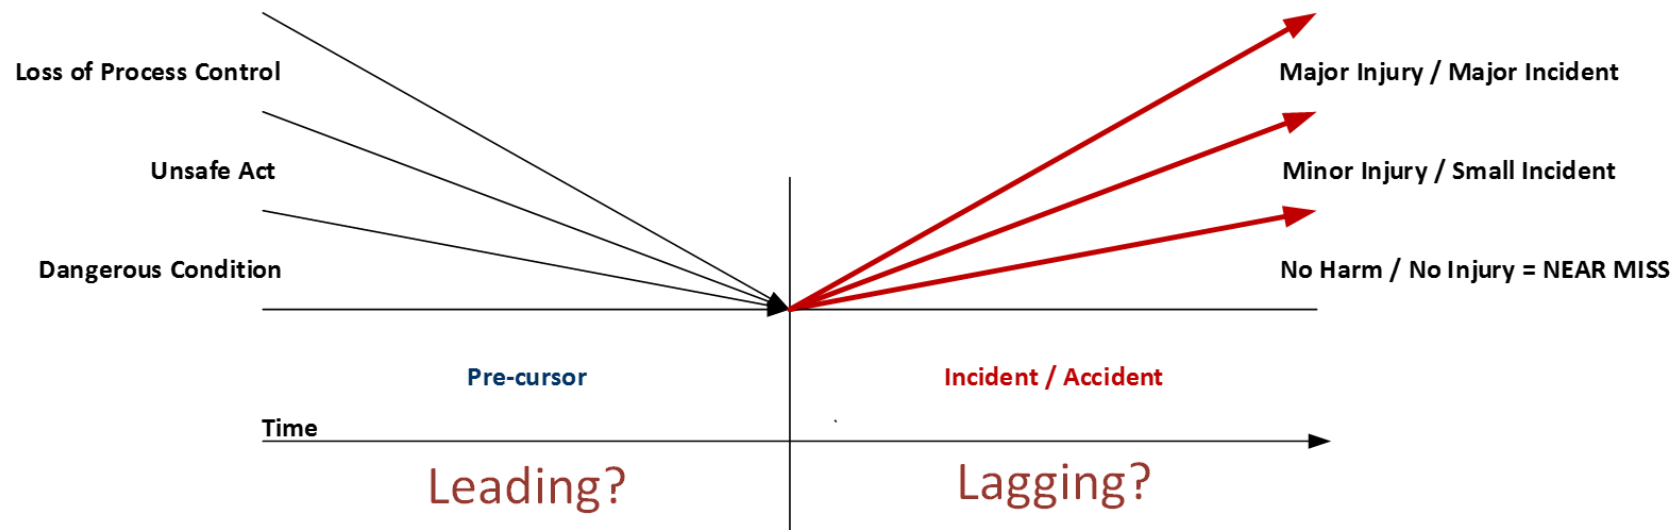 Loss of Process Control
Major Injury / Major Incident
Unsafe Act
Minor Injury / Small Incident
Dangerous Condition
No Harm / No Injury = NEAR MISS
Pre-cursor
Incident / Accident
Time
Leading?
Lagging?